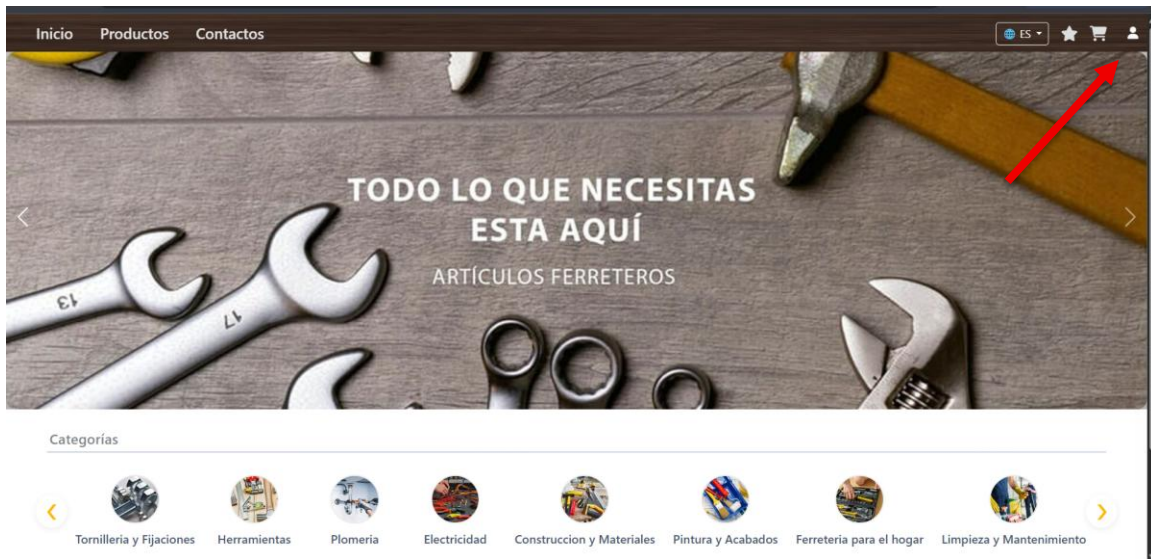 Inicio Productos Contactos ES
TODO LO QUE NECESITAS
ESTA AQUÍ
ARTÍCULOS FERRETEROS
13
17
Categorías
Tornilleria y Fijaciones Herramientas Plomeria Electricidad Construccion y Materiales Pintura y Acabados Ferreteria para el hogar Limpieza y Mantenimiento